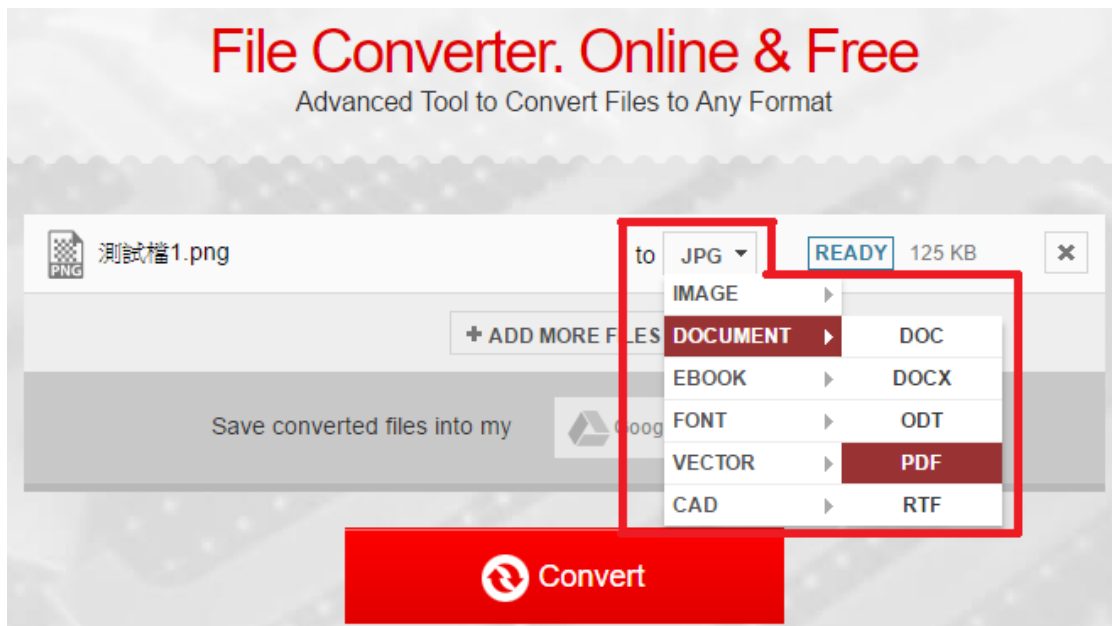 File Converter. Online & Free
Advanced Tool to Convert Files to Any Format
PNG
測試檔1.png
to JPG READY 125 KB
IMAGE
+ ADD MORE FILES
DOCUMENT DOC
EBOOK DOCX
Save converted files into my Goog
FONT ODT
VECTOR PDF
CAD RTF
Convert